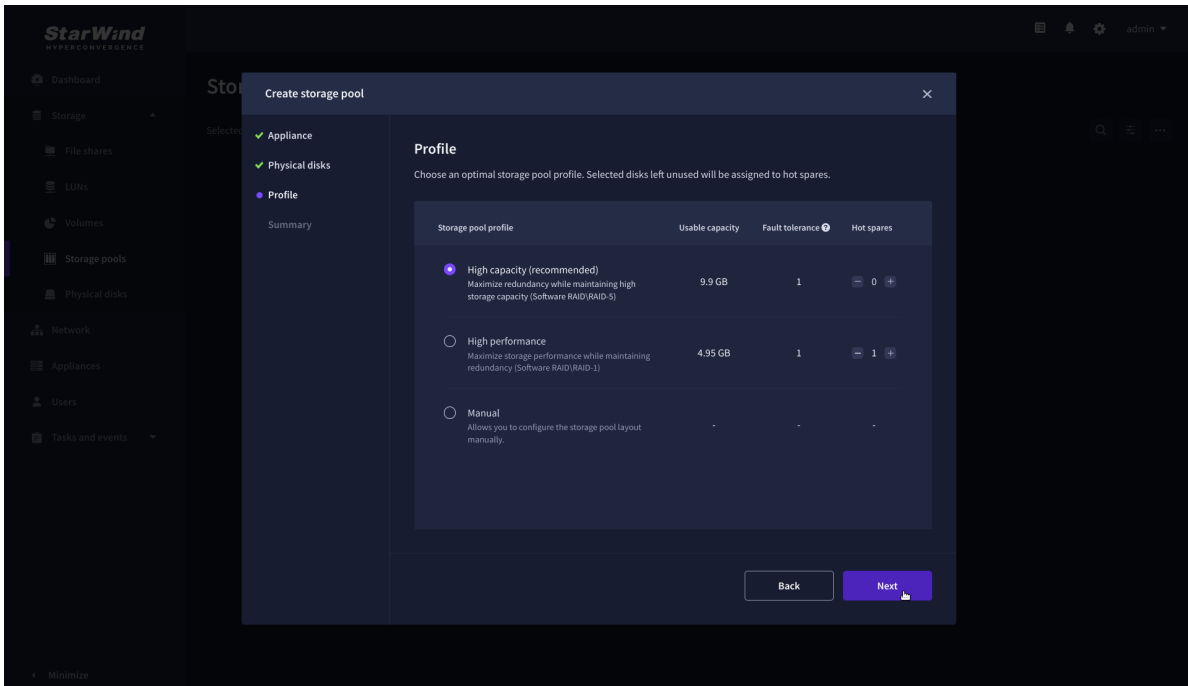 StarWind
HYPERCONVERGENCE
admin
Dashboard
Storage
File shares
LUNs
Volumes
Storage pools
Physical disks
Network
Appliances
Users
Tasks and events
Minimize
Stor
Selected
Create storage pool
Appliance
Physical disks
Profile
Summary
Profile
Choose an optimal storage pool profile. Selected disks left unused will be assigned to hot spares.
Storage pool profile Usable capacity Fault tolerance ? Hot spares
High capacity (recommended)
Maximize redundancy while maintaining high
storage capacity (Software RAID\RAID-5)
9.9 GB 1 − 0 +
High performance
Maximize storage performance while maintaining
redundancy (Software RAID\RAID-1)
4.95 GB 1 − 1 +
Manual
Allows you to configure the storage pool layout
manually.
- - -
Back
Next